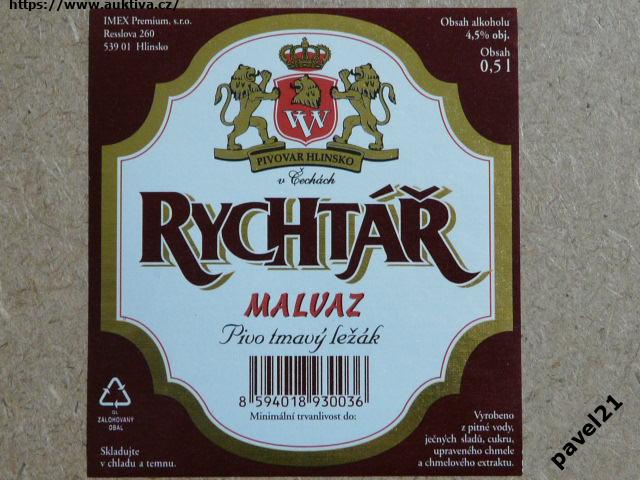 https://www.auktiva.cz/
IMEX Premium, s.r.o.
Resslova 260
539 01 Hlinsko
Obsah alkoholu
4,5% obj.
Obsah
0,5 l
W
PIVOVAR HLINSKO
v Čechách
RYCHTÁŘ
MALVAZ
Pivo tmavý ležák
8 594018 930036
Minimální trvanlivost do:
GL
ZÁLOHOVANÝ
OBAL
Skladujte
v chladu a temnu.
Vyrobeno
z pitné vody,
ječných sladů, cukru,
upraveného chmele
a chmelového extraktu.
pavel21